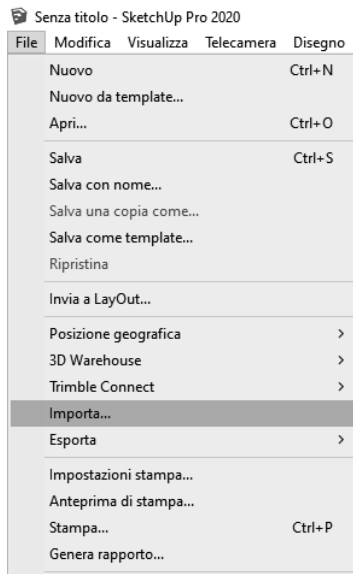 Senza titolo - SketchUp Pro 2020
File Modifica Visualizza Telecamera Disegno
Nuovo Ctrl+N
Nuovo da template...
Apri... Ctrl+O
Salva Ctrl+S
Salva con nome...
Salva una copia come...
Salva come template...
Ripristina
Invia a LayOut...
Posizione geografica >
3D Warehouse >
Trimble Connect >
Importa...
Esporta >
Impostazioni stampa...
Anteprima di stampa...
Stampa... Ctrl+P
Genera rapporto...